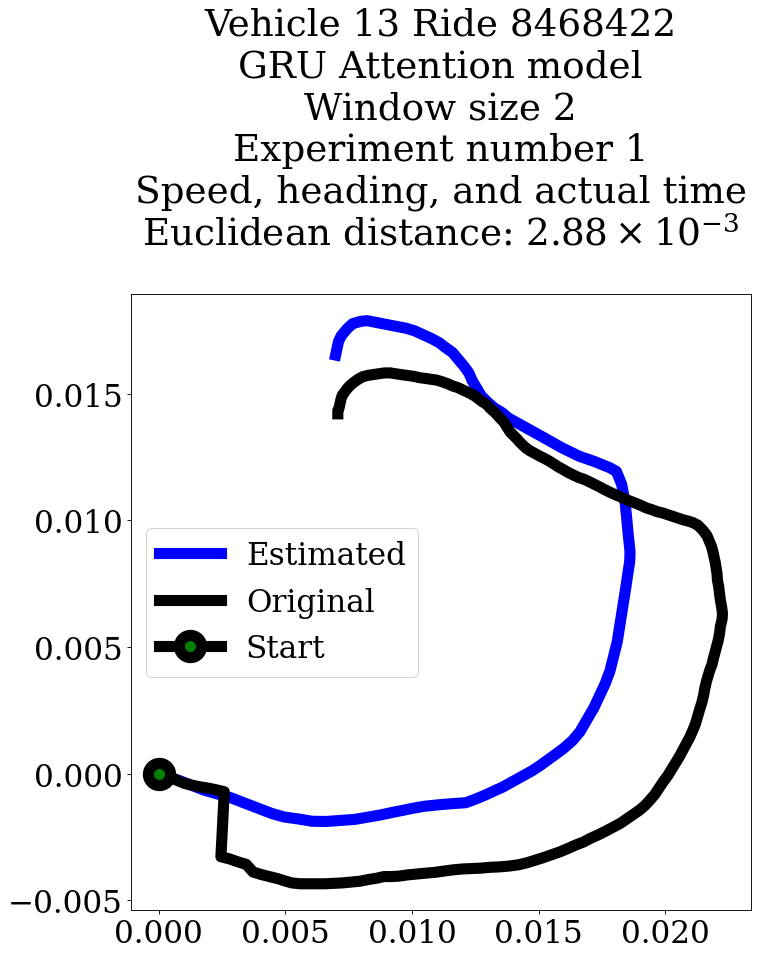 Vehicle 13 Ride 8468422
GRU Attention model
Window size 2
Experiment number 1
Speed, heading, and actual time
Euclidean distance: 2.88 × 10⁻³
0.015
0.010
0.005
0.000
−0.005
Estimated
Original
Start
0.000 0.005 0.010 0.015 0.020